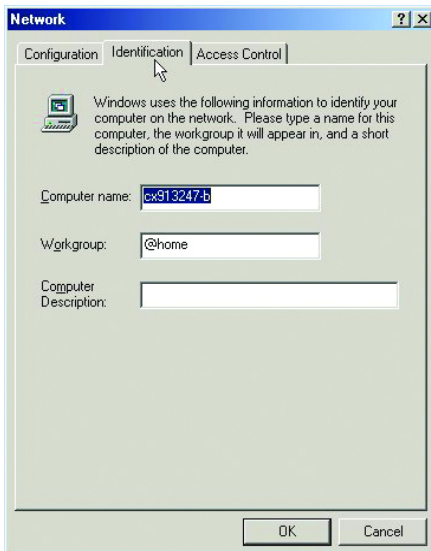 Network
Configuration Identification Access Control
Windows uses the following information to identify your
computer on the network. Please type a name for this
computer, the workgroup it will appear in, and a short
description of the computer.
Computer name: cx913247-b
Workgroup: @home
Computer
Description:
OK Cancel